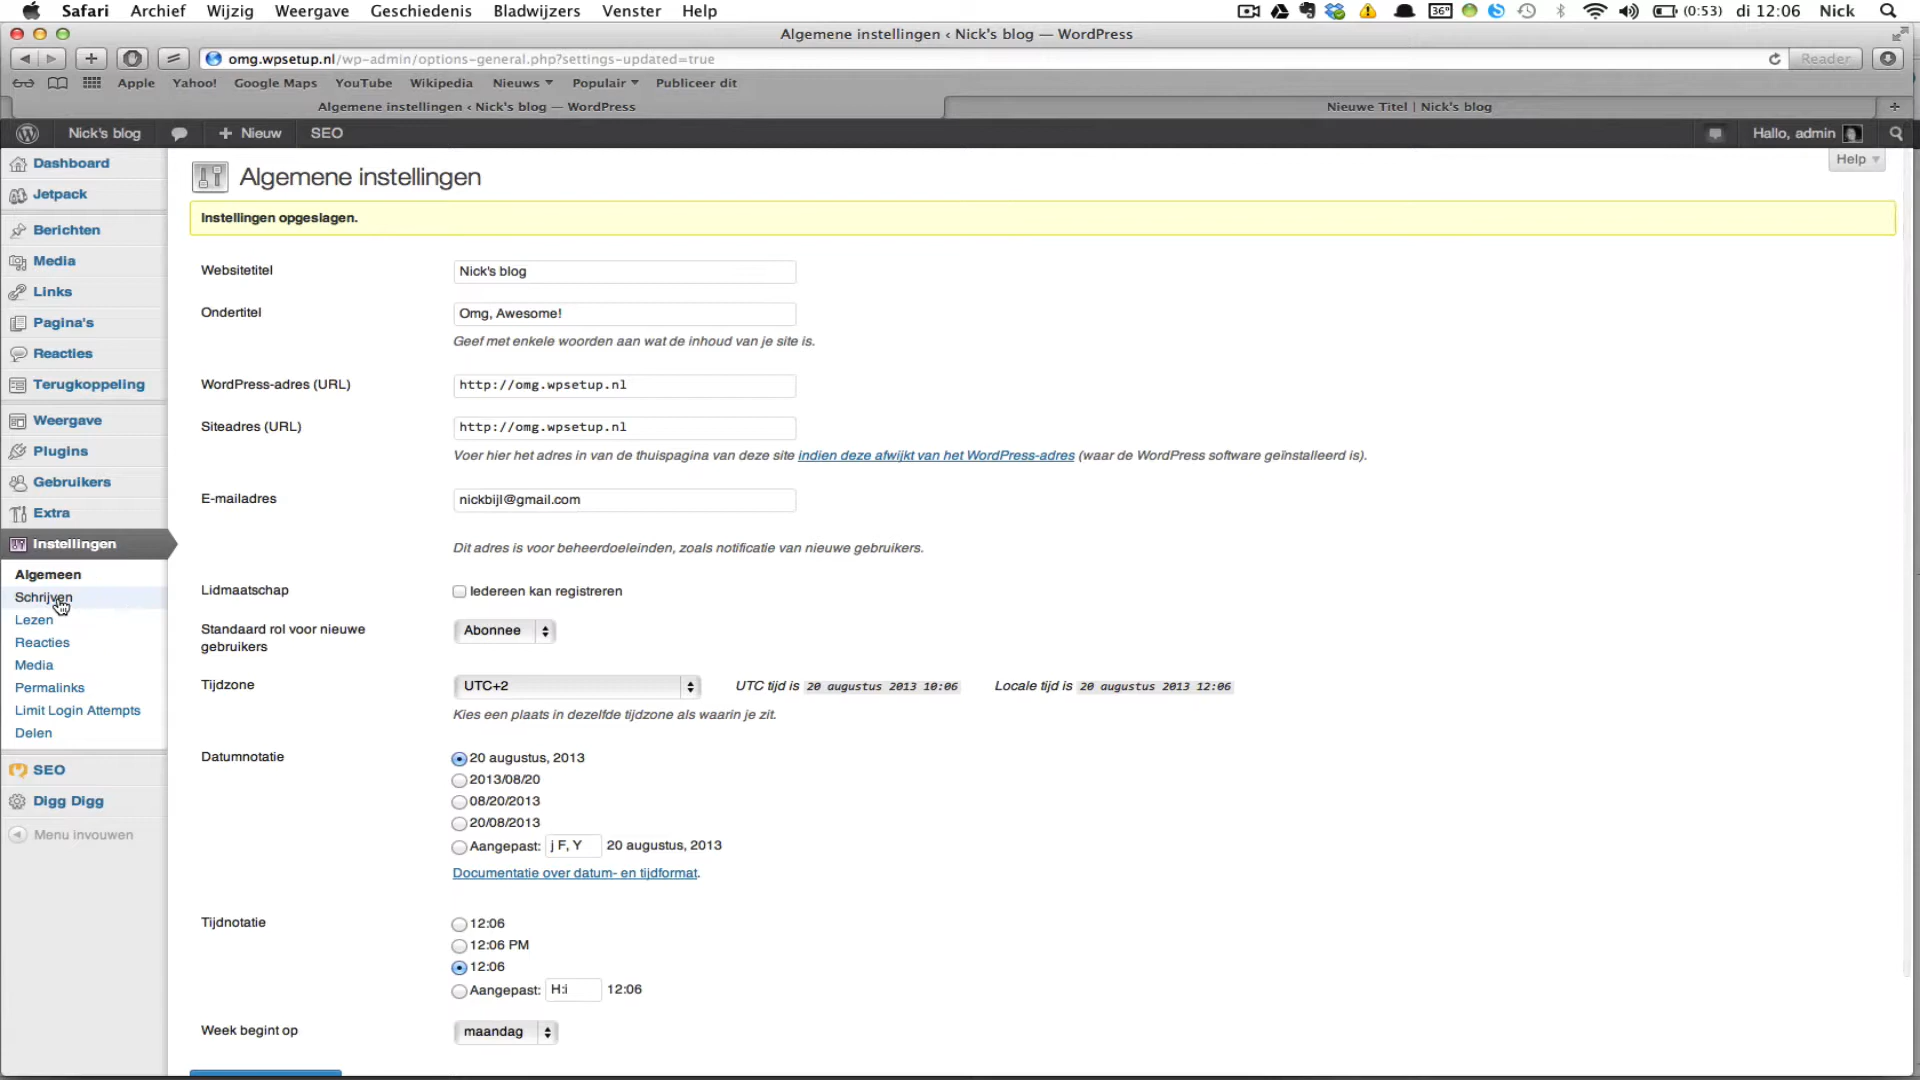 Safari Archief Wijzig Weergave Geschiedenis Bladwijzers Venster Help 36° (0:53) di 12:06 Nick
Algemene instellingen ‹ Nick's blog — WordPress
omg.wpsetup.nl/wp-admin/options-general.php?settings-updated=true Reader
Apple Yahoo! Google Maps YouTube Wikipedia Nieuws Populair Publiceer dit
Algemene instellingen ‹ Nick's blog — WordPress Nieuwe Titel | Nick's blog
Nick's blog + Nieuw SEO Hallo, admin
Help
Dashboard
Jetpack
Berichten
Media
Links
Pagina's
Reacties
Terugkoppeling
Weergave
Plugins
Gebruikers
Extra
Instellingen
Algemeen
Schrijven
Lezen
Reacties
Media
Permalinks
Limit Login Attempts
Delen
SEO
Digg Digg
Menu invouwen
Algemene instellingen
Instellingen opgeslagen.
Websitetitel Nick's blog
Ondertitel Omg, Awesome!
Geef met enkele woorden aan wat de inhoud van je site is.
WordPress-adres (URL) http://omg.wpsetup.nl
Siteadres (URL) http://omg.wpsetup.nl
Voer hier het adres in van de thuispagina van deze site indien deze afwijkt van het WordPress-adres (waar de WordPress software geïnstalleerd is).
E-mailadres nickbijl@gmail.com
Dit adres is voor beheerdoeleinden, zoals notificatie van nieuwe gebruikers.
Lidmaatschap Iedereen kan registreren
Standaard rol voor nieuwe
gebruikers
Abonnee
Tijdzone UTC+2 UTC tijd is 20 augustus 2013 10:06 Locale tijd is 20 augustus 2013 12:06
Kies een plaats in dezelfde tijdzone als waarin je zit.
Datumnotatie 20 augustus, 2013
2013/08/20
08/20/2013
20/08/2013
Aangepast: j F, Y 20 augustus, 2013
Documentatie over datum- en tijdformat.
Tijdnotatie 12:06
12:06 PM
12:06
Aangepast: H:i 12:06
Week begint op maandag